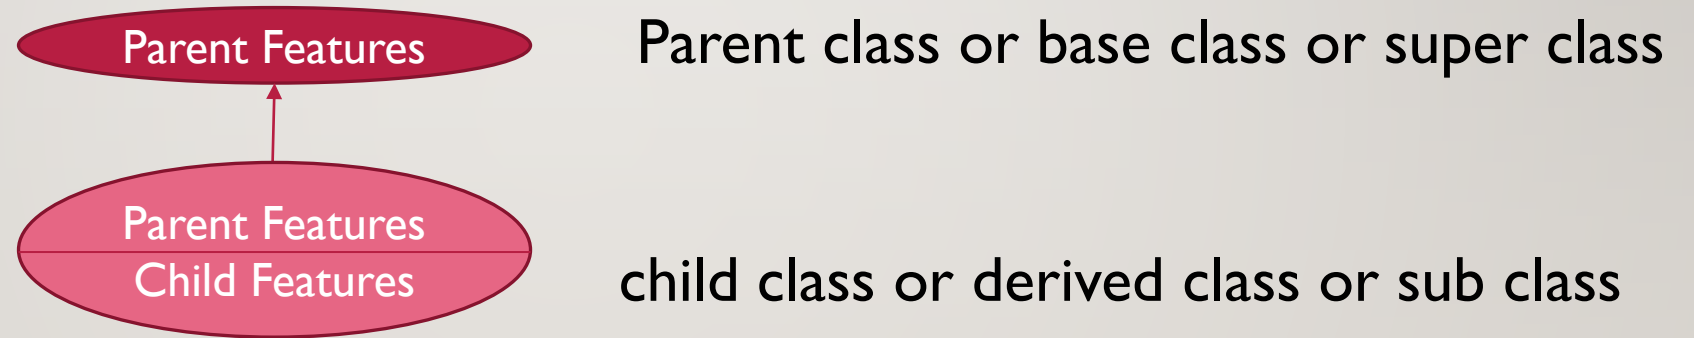 Parent Features
Parent class or base class or super class
Parent Features
Child Features
child class or derived class or sub class